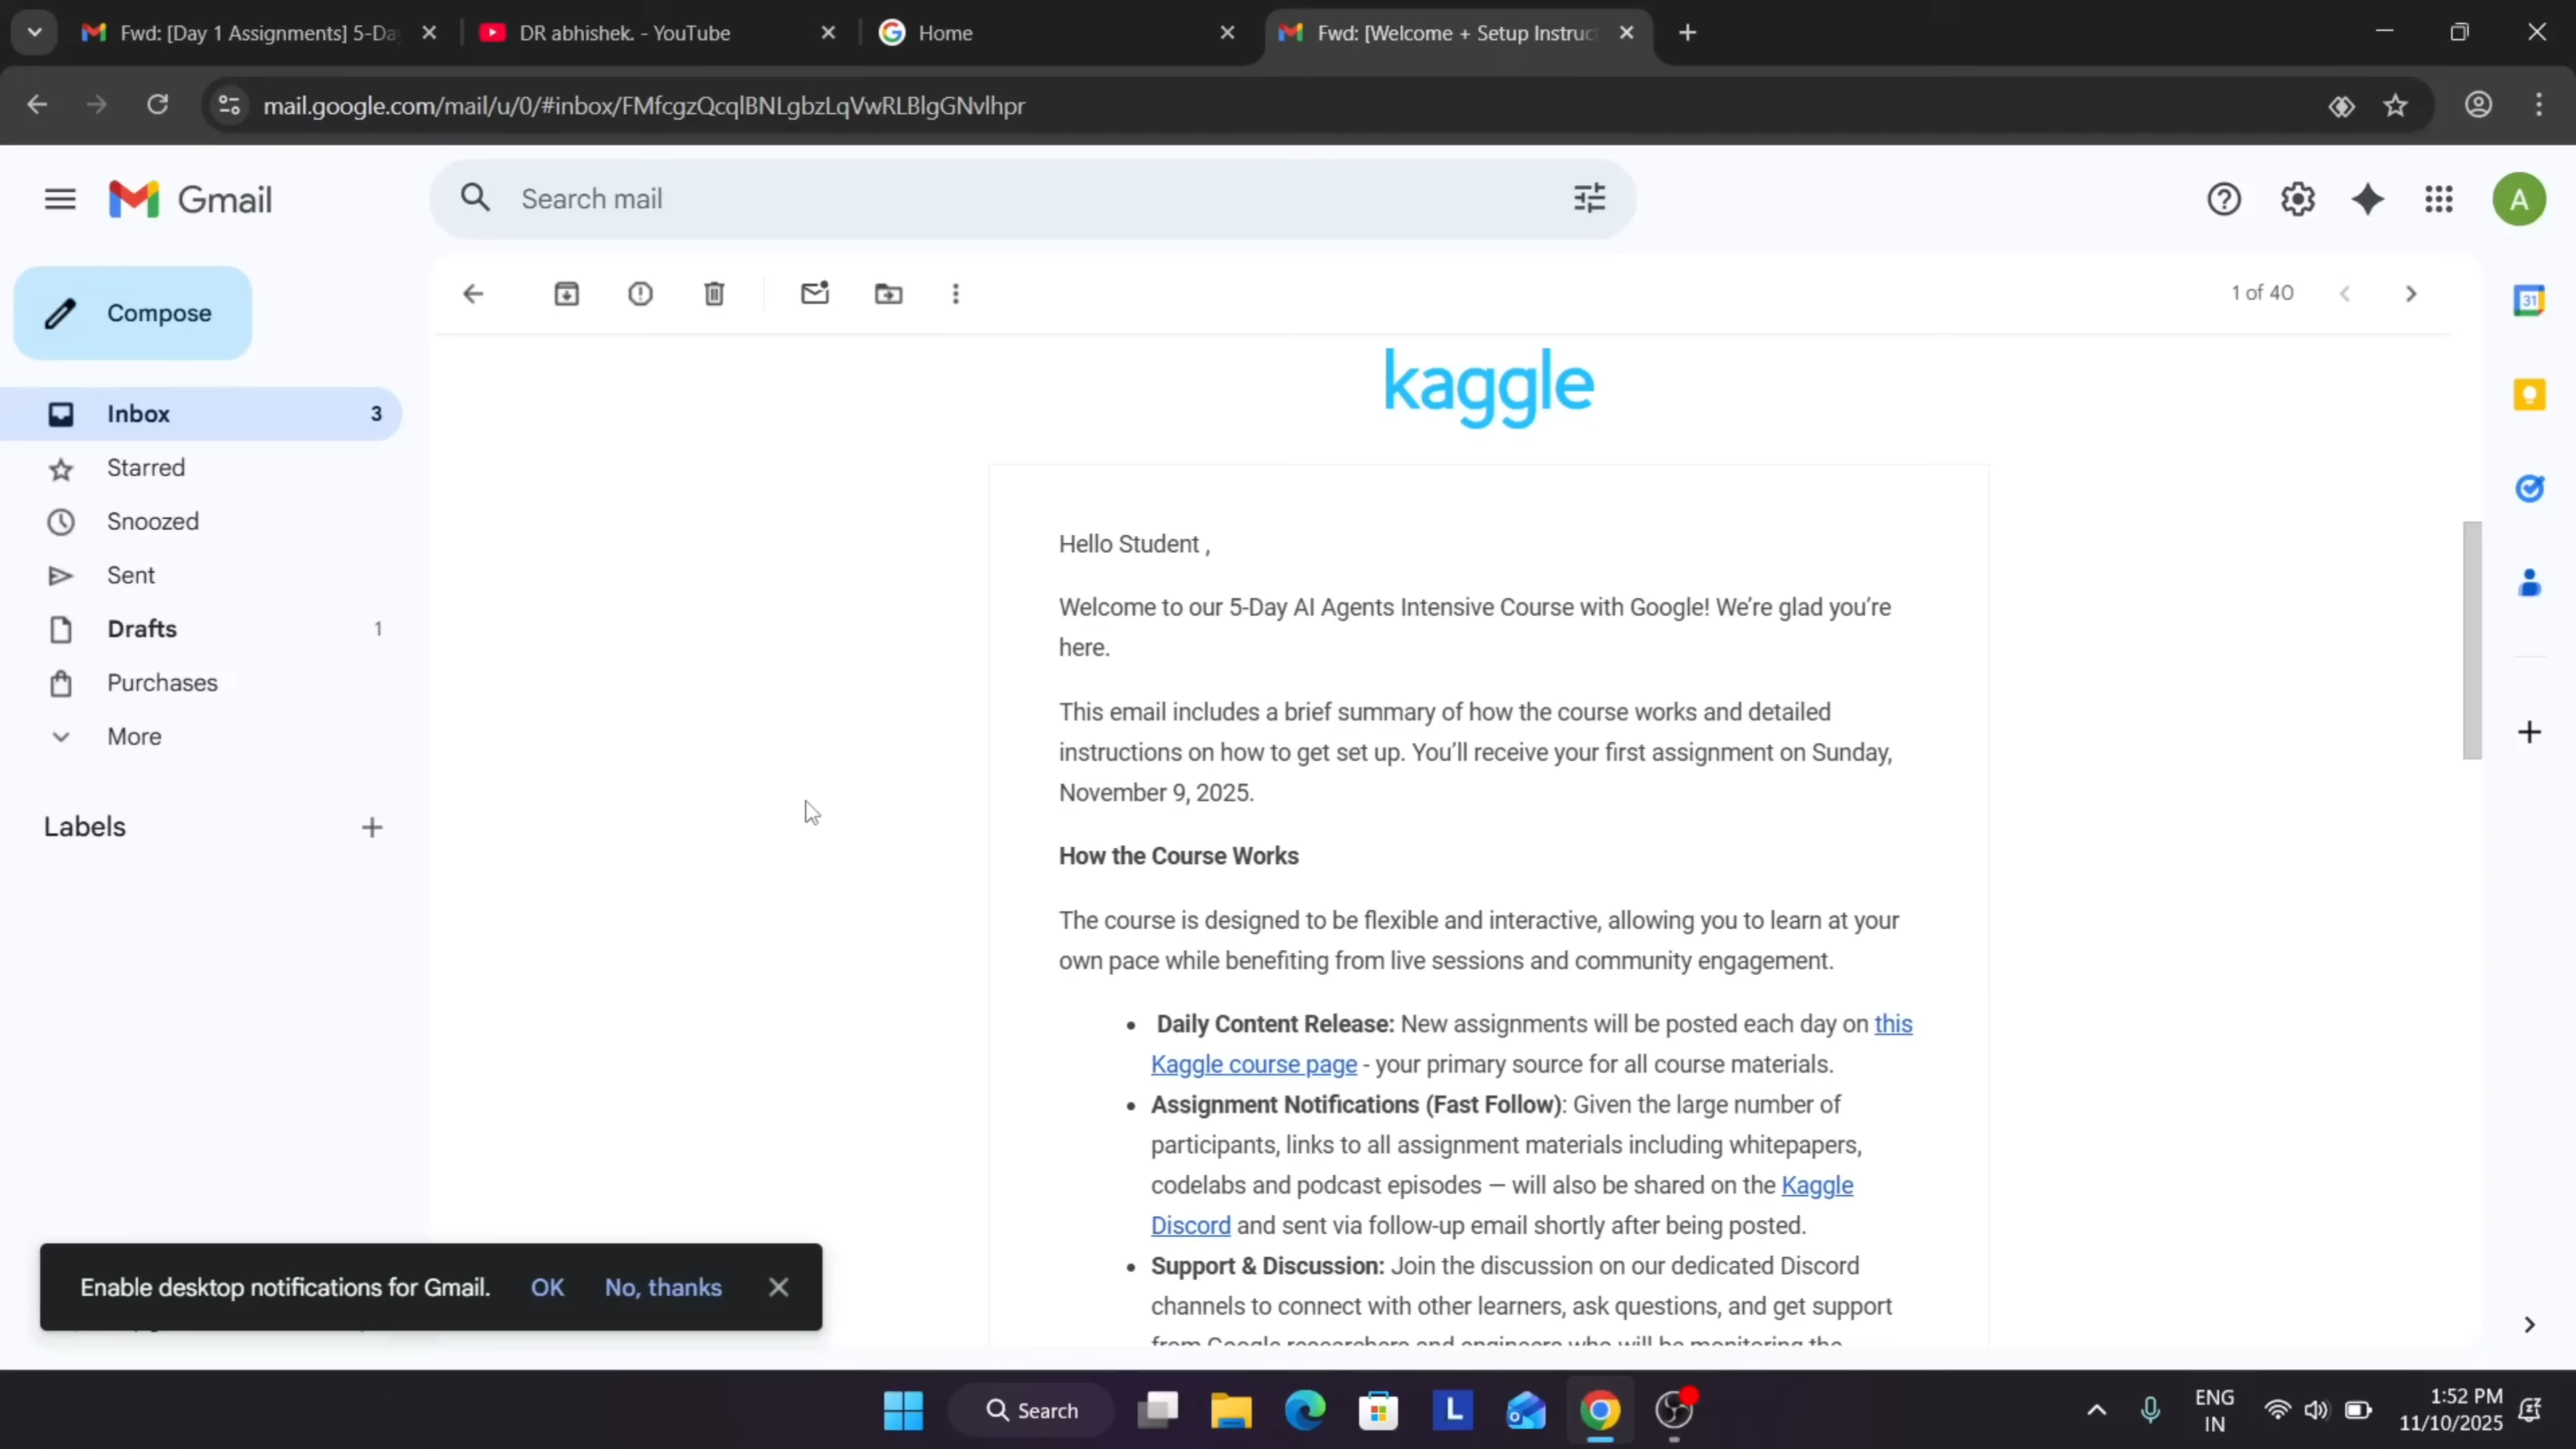 Fwd: [Day 1 Assignments] 5-Da
DR abhishek. - YouTube
Home
Fwd: [Welcome + Setup Instruc
mail.google.com/mail/u/0/#inbox/FMfcgzQcqlBNLgbzLqVwRLBlgGNvlhpr
Gmail
Search mail
A
Compose
1 of 40
31
Inbox 3
Starred
Snoozed
Sent
Drafts 1
Purchases
More
Labels
kaggle
Hello Student ,
Welcome to our 5-Day AI Agents Intensive Course with Google! We’re glad you’re
here.
This email includes a brief summary of how the course works and detailed
instructions on how to get set up. You’ll receive your first assignment on Sunday,
November 9, 2025.
How the Course Works
The course is designed to be flexible and interactive, allowing you to learn at your
own pace while benefiting from live sessions and community engagement.
• Daily Content Release: New assignments will be posted each day on this
Kaggle course page - your primary source for all course materials.
• Assignment Notifications (Fast Follow): Given the large number of
participants, links to all assignment materials including whitepapers,
codelabs and podcast episodes — will also be shared on the Kaggle
Discord and sent via follow-up email shortly after being posted.
• Support & Discussion: Join the discussion on our dedicated Discord
channels to connect with other learners, ask questions, and get support
from Google researchers and engineers who will be monitoring the
Enable desktop notifications for Gmail. OK No, thanks
Search
L
ENG
IN
1:52 PM
11/10/2025